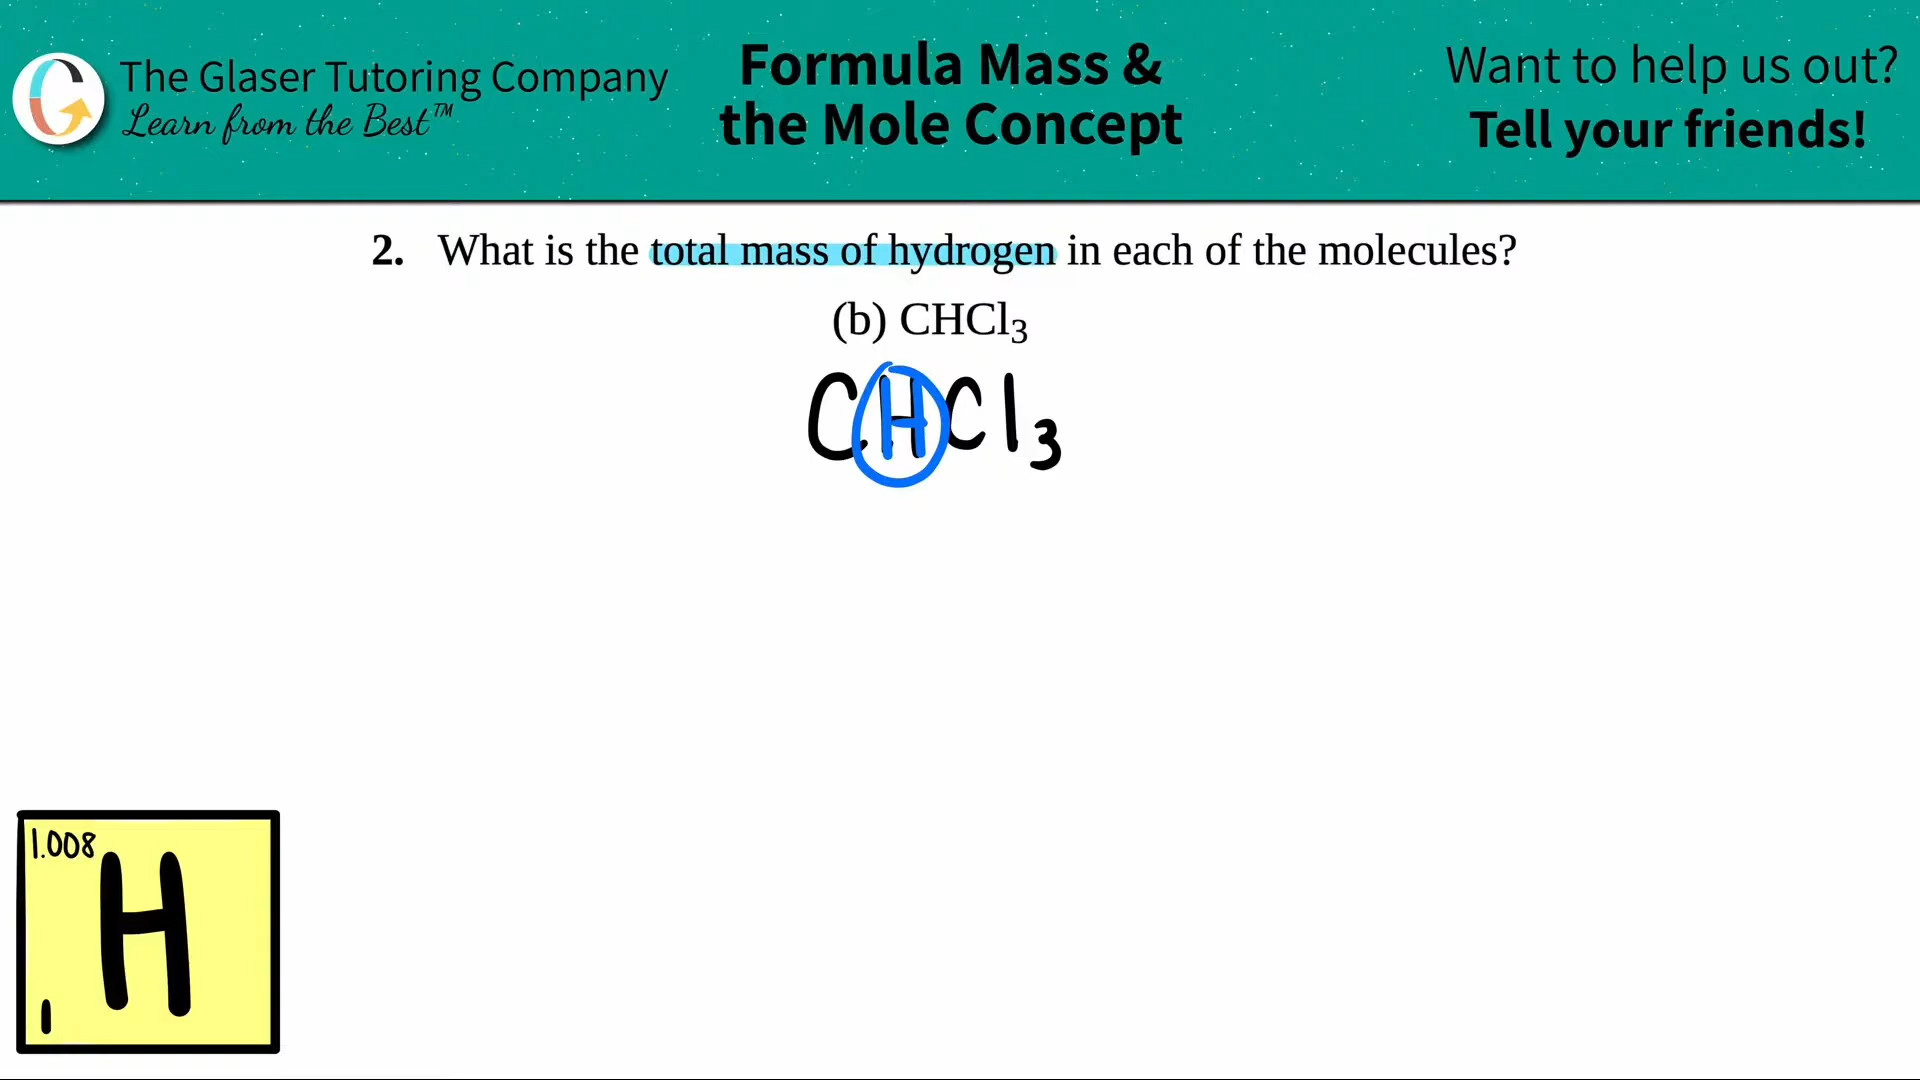 The Glaser Tutoring Company
Learn from the Best™
Formula Mass &
the Mole Concept
Want to help us out?
Tell your friends!
2. What is the total mass of hydrogen in each of the molecules?
(b) CHCl₃
CHCl₃
1.008
H
1